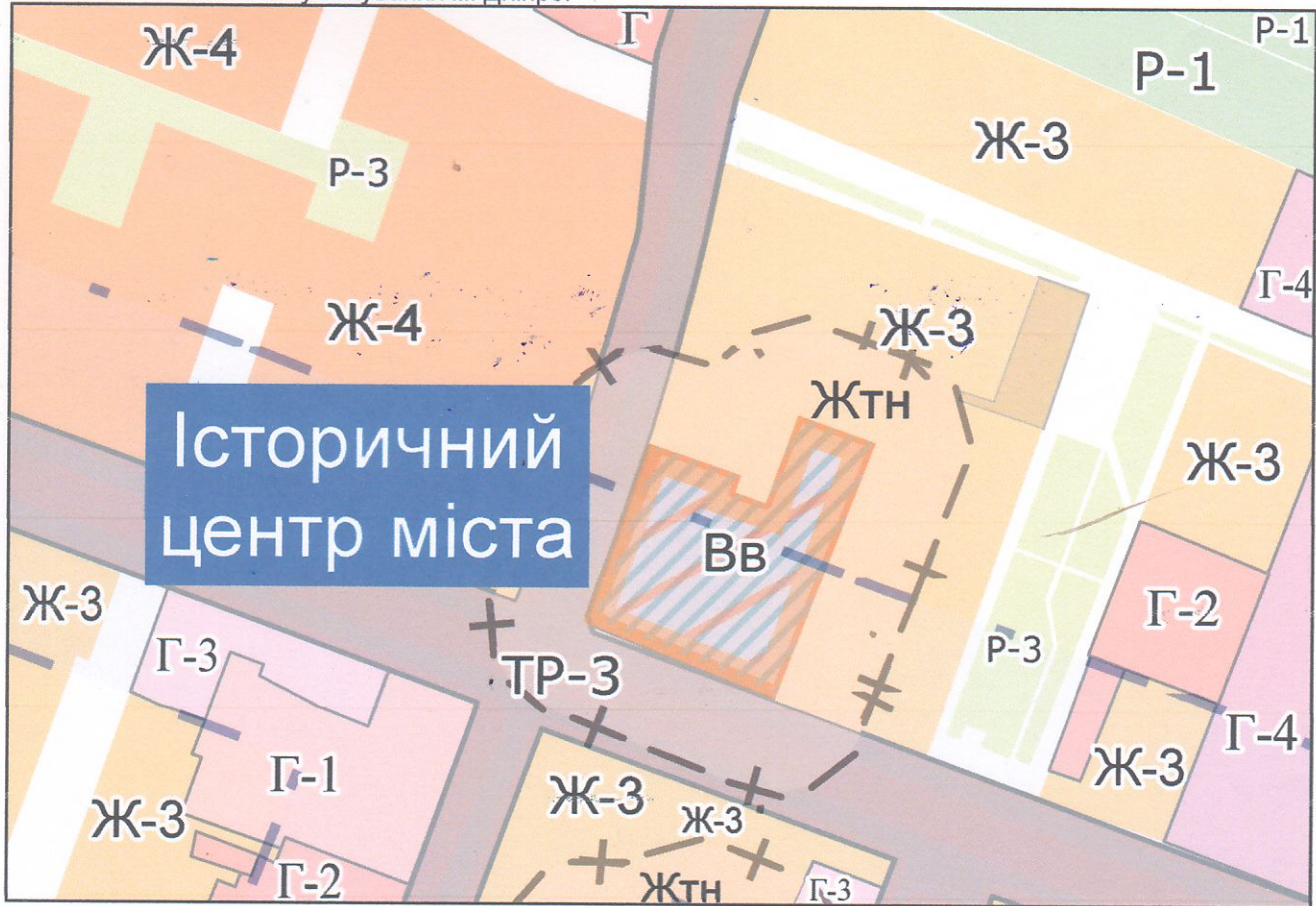 Ж-4
Г
Р-1
Р-1
Ж-3
Р-3
Г-4
Ж-4
Ж-3
Жтн
Історичний
центр міста
Ж-3
Вв
Ж-3
Г-2
Г-3
Р-3
ТР-3
Г-4
Г-1
Ж-3
Ж-3
Ж-3
Ж-3
Г-2
Жтн
Г-3